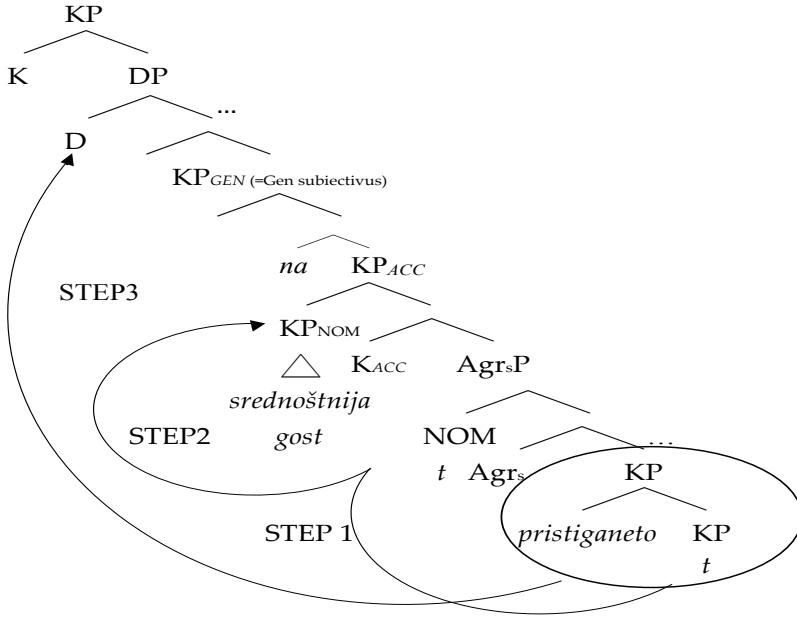 KP
K DP
...
D
KPGEN (=Gen subiectivus)
na KPACC
STEP3
KPNOM
KACC AgrsP
srednoštnija
gost
STEP2 NOM ...
t Agrs KP
STEP 1 pristiganeto KP
t